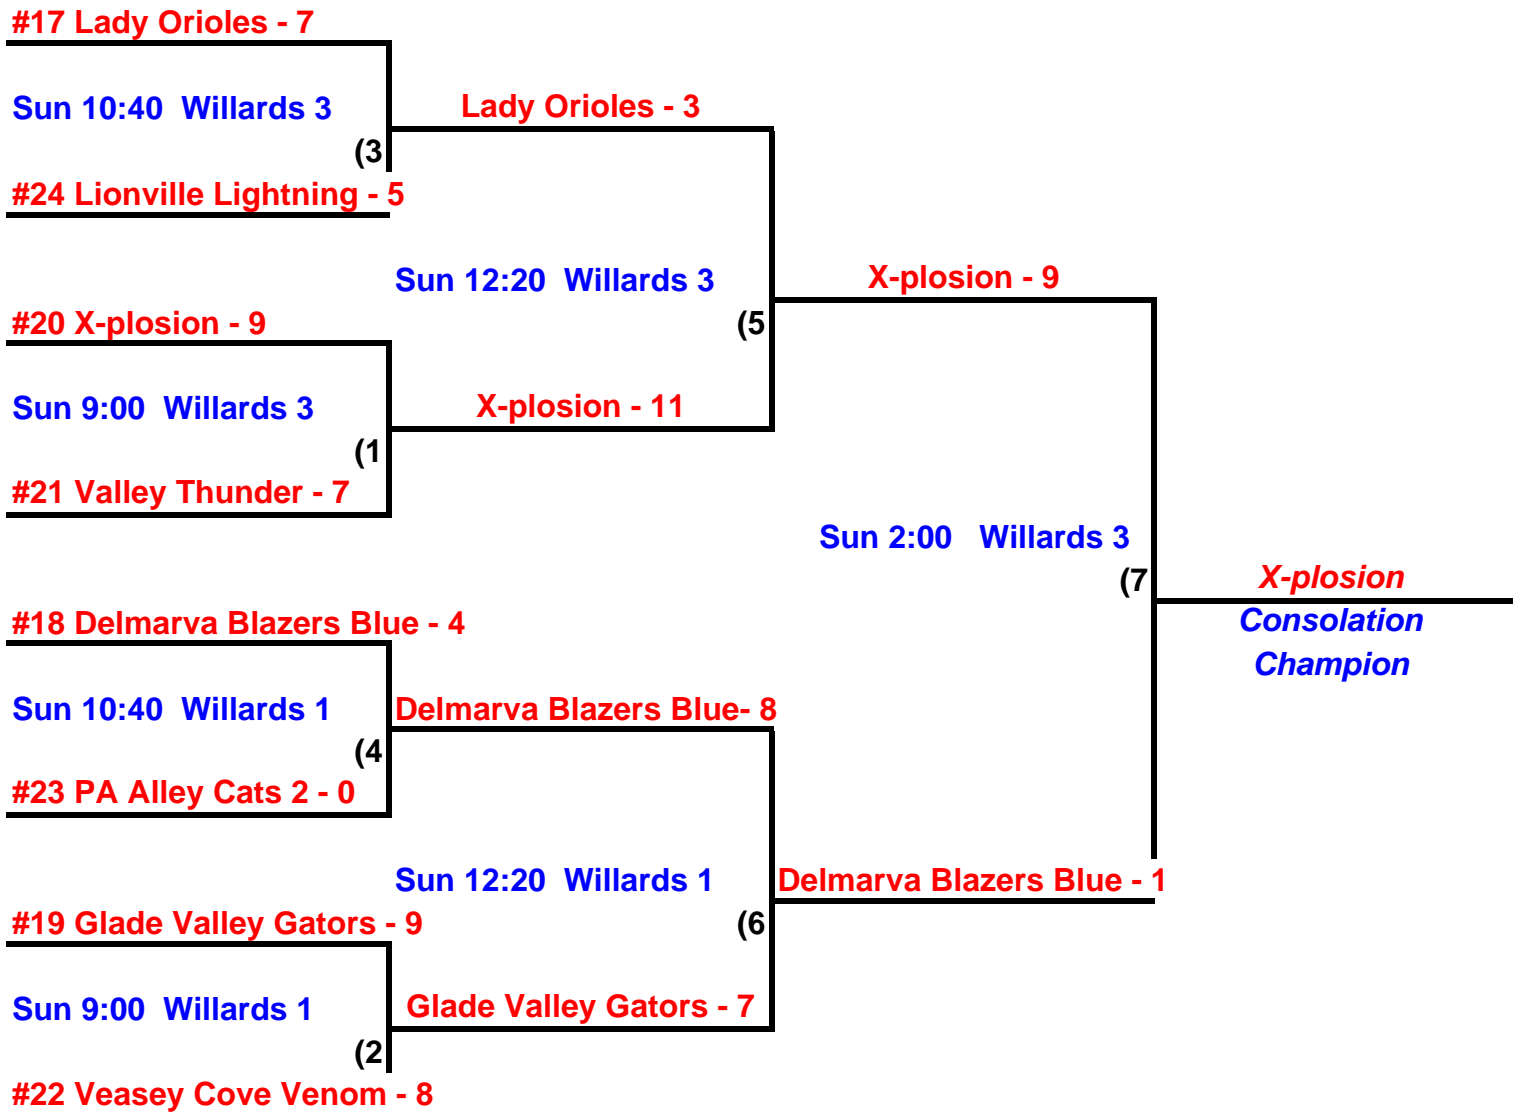 #17 Lady Orioles - 7
Sun 10:40  Willards 3
Lady Orioles - 3
(3
#24 Lionville Lightning - 5
Sun 12:20  Willards 3
X-plosion - 9
#20 X-plosion - 9
(5
Sun 9:00  Willards 3
X-plosion - 11
(1
#21 Valley Thunder - 7
Sun 2:00   Willards 3
(7
X-plosion
Consolation
Champion
#18 Delmarva Blazers Blue - 4
Sun 10:40  Willards 1
Delmarva Blazers Blue- 8
(4
#23 PA Alley Cats 2 - 0
Sun 12:20  Willards 1
Delmarva Blazers Blue - 1
#19 Glade Valley Gators - 9
(6
Sun 9:00  Willards 1
Glade Valley Gators - 7
(2
#22 Veasey Cove Venom - 8